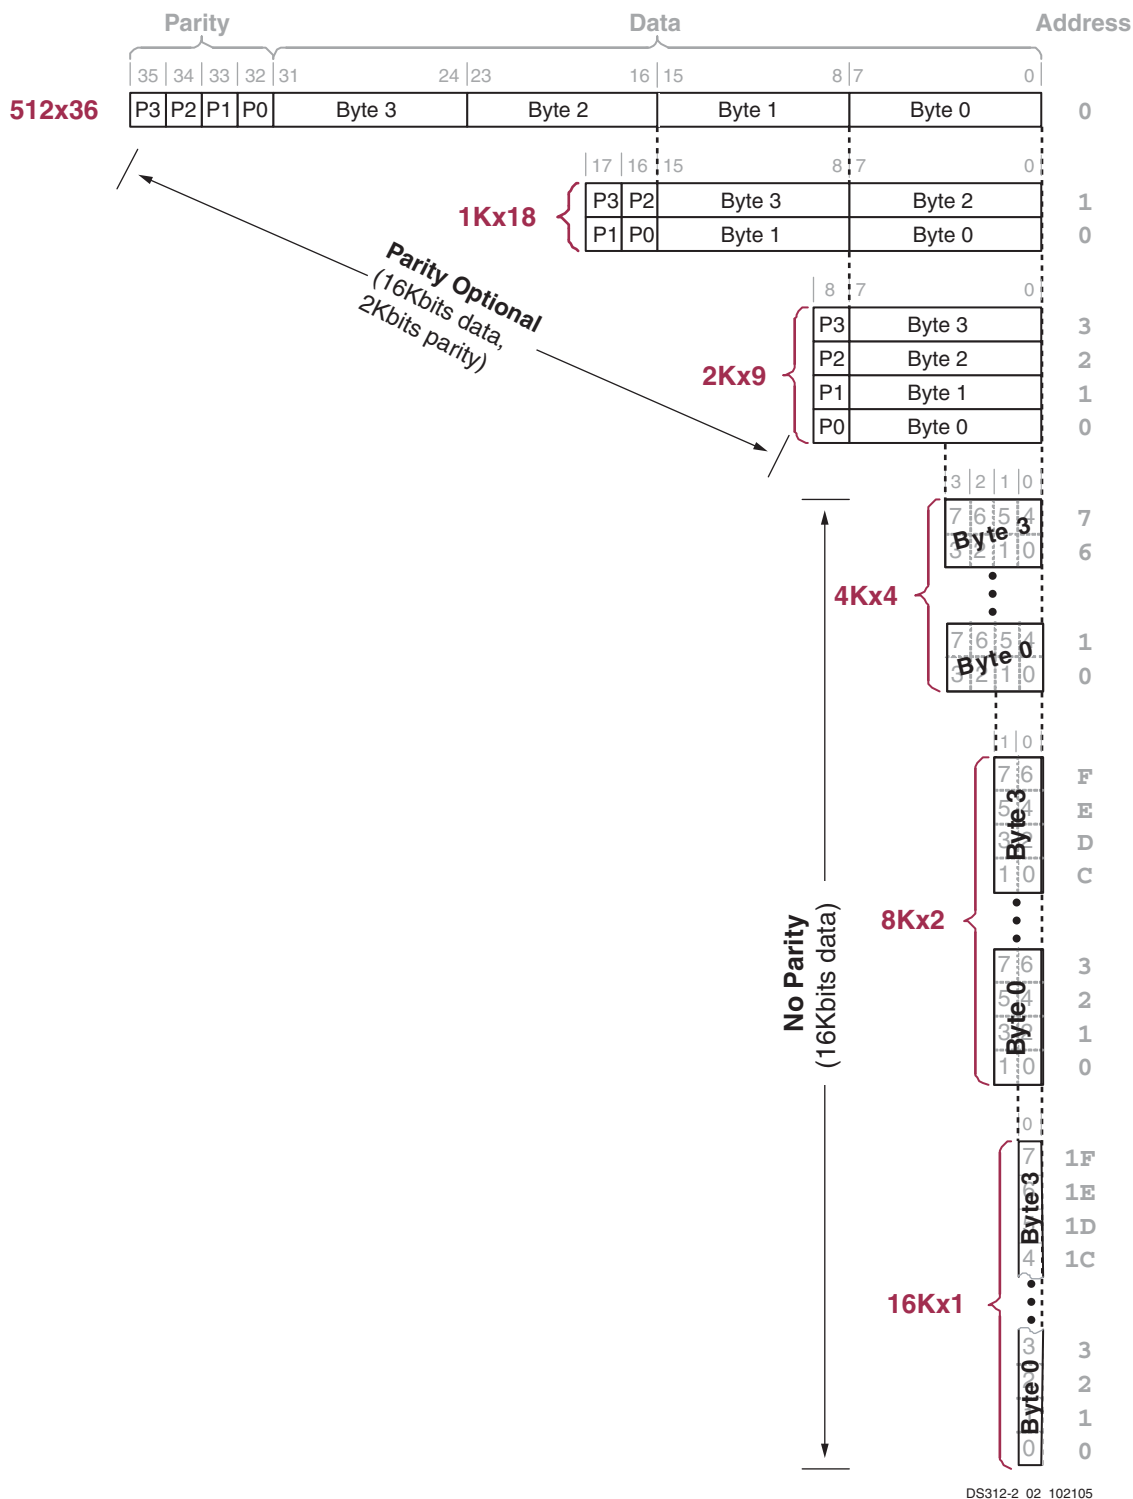 Parity Data Address
35 34 33 32 31 24 23 16 15 8 7 0
512x36 P3 P2 P1 P0 Byte 3 Byte 2 Byte 1 Byte 0 0
17 16 15 8 7 0
P3 P2 Byte 3 Byte 2 1
1Kx18
P1 P0 Byte 1 Byte 0 0
Parity Optional
(16Kbits data,
2Kbits parity)
8 7 0
P3 Byte 3 3
P2 Byte 2 2
2Kx9
P1 Byte 1 1
P0 Byte 0 0
3 2 1 0
7 6 5 4 7
Byte 3
3 2 1 0 6
4Kx4
7 6 5 4 1
Byte 0
3 2 1 0 0
No Parity
(16Kbits data)
1 0
7 6 F
5 4 E
Byte 3
3 2 D
1 0 C
8Kx2
7 6 3
5 4 2
Byte 0
3 2 1
1 0 0
0
7 1F
6 1E
Byte 3
1D
4 1C
16Kx1
3 3
2 2
Byte 0
1
0 0
DS312-2_02_102105